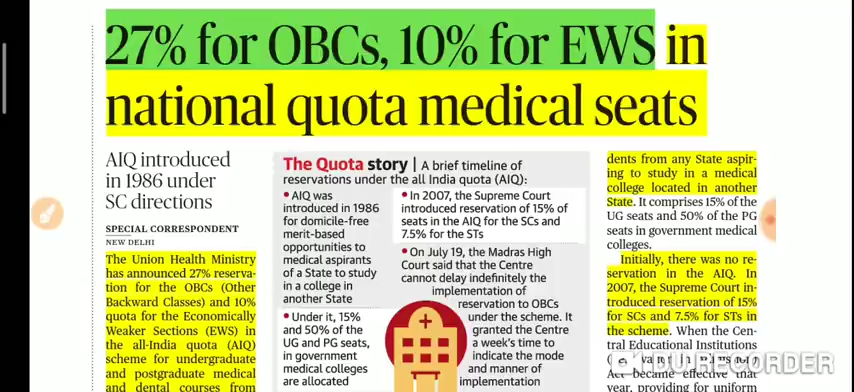 27% for OBCs, 10% for EWS in
national quota medical seats
AIQ introduced
in 1986 under
SC directions
SPECIAL CORRESPONDENT
NEW DELHI
The Union Health Ministry
has announced 27% reserva-
tion for the OBCs (Other
Backward Classes) and 10%
quota for the Economically
Weaker Sections (EWS) in
the all-India quota (AIQ)
scheme for undergraduate
and postgraduate medical
and dental courses from
The Quota story | A brief timeline of
reservations under the all India quota (AIQ):
• AIQ was
introduced in 1986
for domicile-free
merit-based
opportunities to
medical aspirants
of a State to study
in a college in
another State
• Under it, 15%
and 50% of the
UG and PG seats,
in government
medical colleges
are allocated
• In 2007, the Supreme Court
introduced reservation of 15% of
seats in the AIQ for the SCs and
7.5% for the STs
• On July 19, the Madras High
Court said that the Centre
cannot delay indefinitely the
implementation of
reservation to OBCs
under the scheme. It
granted the Centre
a week's time to
indicate the mode
and manner of
implementation
dents from any State aspir-
ing to study in a medical
college located in another
State. It comprises 15% of the
UG seats and 50% of the PG
seats in government medical
colleges.
Initially, there was no re-
servation in the AIQ. In
2007, the Supreme Court in-
troduced reservation of 15%
for SCs and 7.5% for STs in
the scheme. When the Cen-
tral Educational Institutions
Act became effective that
year, providing for uniform
RECORDER